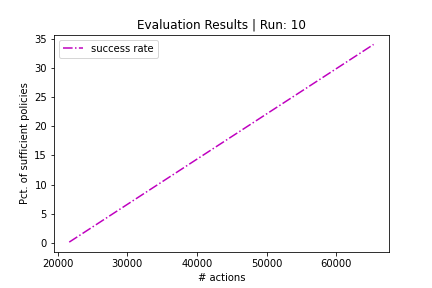 Evaluation Results | Run: 10
success rate
Pct. of sufficient policies
35
30
25
20
15
10
5
0
20000 30000 40000 50000 60000
# actions